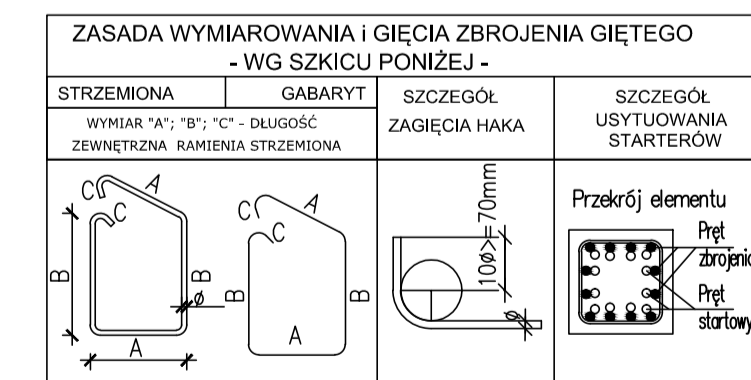 ZASADA WYMIAROWANIA i GIĘCIA ZBROJENIA GIĘTEGO
- WG SZKICU PONIŻEJ -
STRZEMIONA
GABARYT
WYMIAR "A"; "B"; "C" - DŁUGOŚĆ
ZEWNĘTRZNA RAMIENIA STRZEMIONA
SZCZEGÓŁ
ZAGIĘCIA HAKA
SZCZEGÓŁ
USYTUOWANIA
STARTERÓW
C
A
C
B
B
ø
A
C
A
C
B
B
A
10ø>=70mm
ø
Przekrój elementu
Pręt
Pręt
startowy